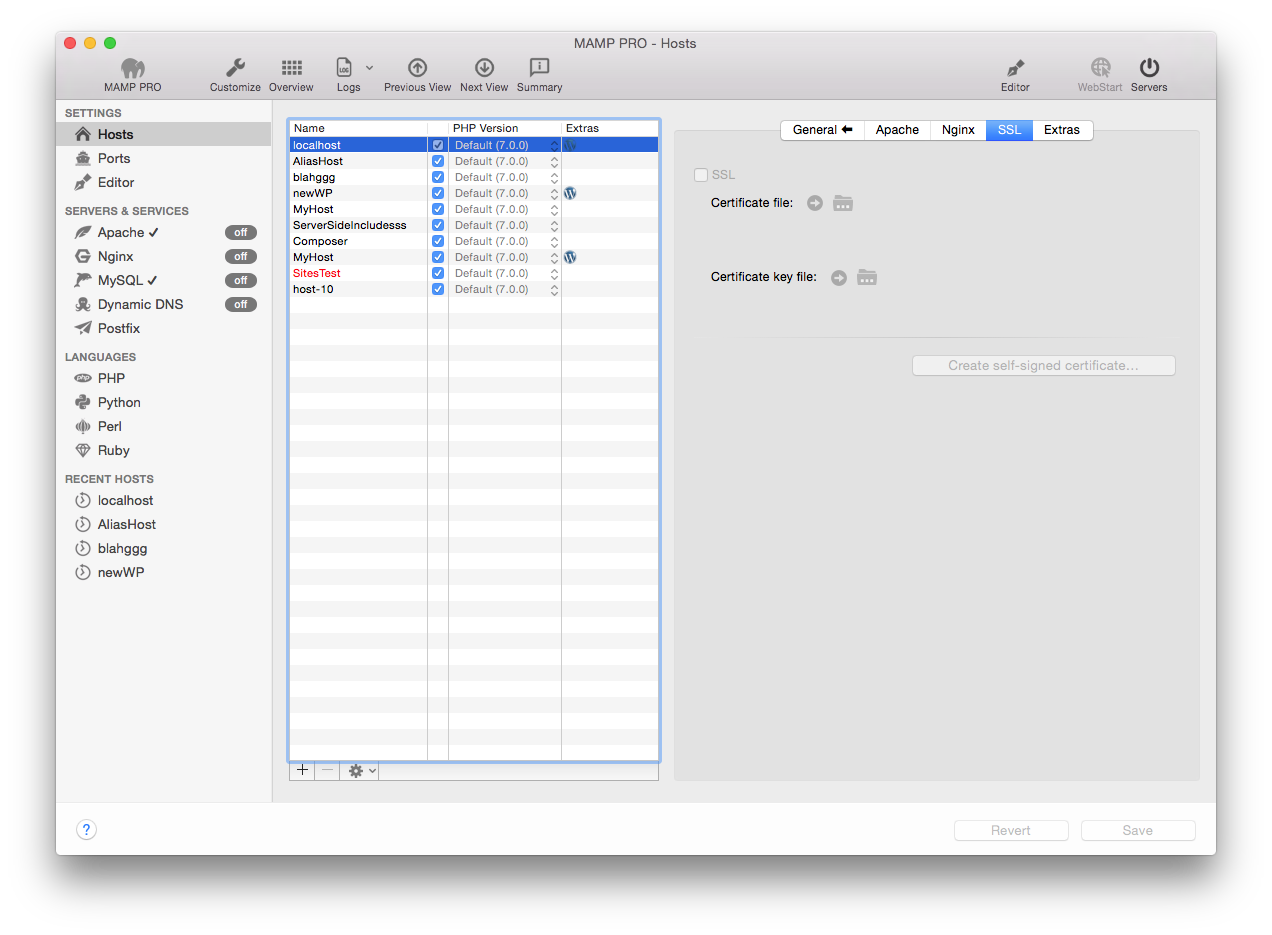 MAMP PRO - Hosts
MAMP PRO Customize Overview LOG Logs Previous View Next View Summary Editor WebStart Servers
SETTINGS
Hosts
Ports
Editor
SERVERS & SERVICES
Apache ✔ off
Nginx off
MySQL ✔ off
Dynamic DNS off
Postfix
LANGUAGES
php PHP
Python
Perl
Ruby
RECENT HOSTS
localhost
AliasHost
blahggg
newWP
Name PHP Version Extras
localhost Default (7.0.0)
AliasHost Default (7.0.0)
blahggg Default (7.0.0)
newWP Default (7.0.0)
MyHost Default (7.0.0)
ServerSideIncludesss Default (7.0.0)
Composer Default (7.0.0)
MyHost Default (7.0.0)
SitesTest Default (7.0.0)
host-10 Default (7.0.0)
General ⬅ Apache Nginx SSL Extras
SSL
Certificate file:
Certificate key file:
Create self-signed certificate...
? Revert Save